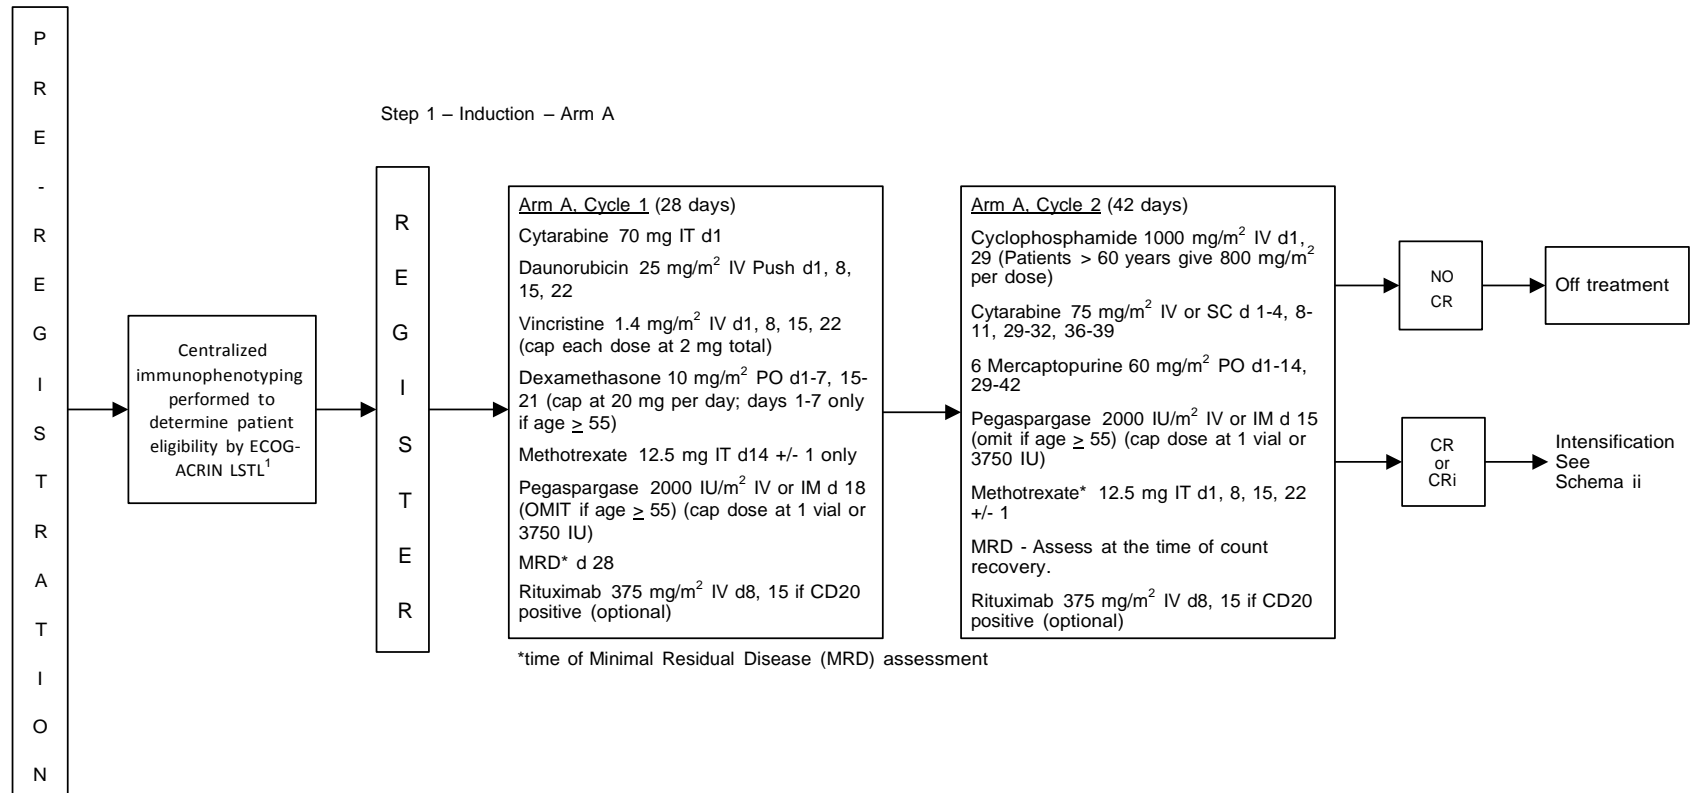 PRE-REGISTRATION
Step 1 – Induction – Arm A
Centralized
immunophenotyping
performed to
determine patient
eligibility by ECOG-
ACRIN LSTL¹
REGISTER
Arm A, Cycle 1 (28 days)
Cytarabine 70 mg IT d1
Daunorubicin 25 mg/m² IV Push d1, 8,
15, 22
Vincristine 1.4 mg/m² IV d1, 8, 15, 22
(cap each dose at 2 mg total)
Dexamethasone 10 mg/m² PO d1-7, 15-
21 (cap at 20 mg per day; days 1-7 only
if age ≥ 55)
Methotrexate 12.5 mg IT d14 +/- 1 only
Pegaspargase 2000 IU/m² IV or IM d 18
(OMIT if age ≥ 55) (cap dose at 1 vial or
3750 IU)
MRD* d 28
Rituximab 375 mg/m² IV d8, 15 if CD20
positive (optional)
*time of Minimal Residual Disease (MRD) assessment
Arm A, Cycle 2 (42 days)
Cyclophosphamide 1000 mg/m² IV d1,
29 (Patients > 60 years give 800 mg/m²
per dose)
Cytarabine 75 mg/m² IV or SC d 1-4, 8-
11, 29-32, 36-39
6 Mercaptopurine 60 mg/m² PO d1-14,
29-42
Pegaspargase 2000 IU/m² IV or IM d 15
(omit if age ≥ 55) (cap dose at 1 vial or
3750 IU)
Methotrexate* 12.5 mg IT d1, 8, 15, 22
+/- 1
MRD - Assess at the time of count
recovery.
Rituximab 375 mg/m² IV d8, 15 if CD20
positive (optional)
NO
CR
Off treatment
CR
or
CRi
Intensification
See
Schema ii